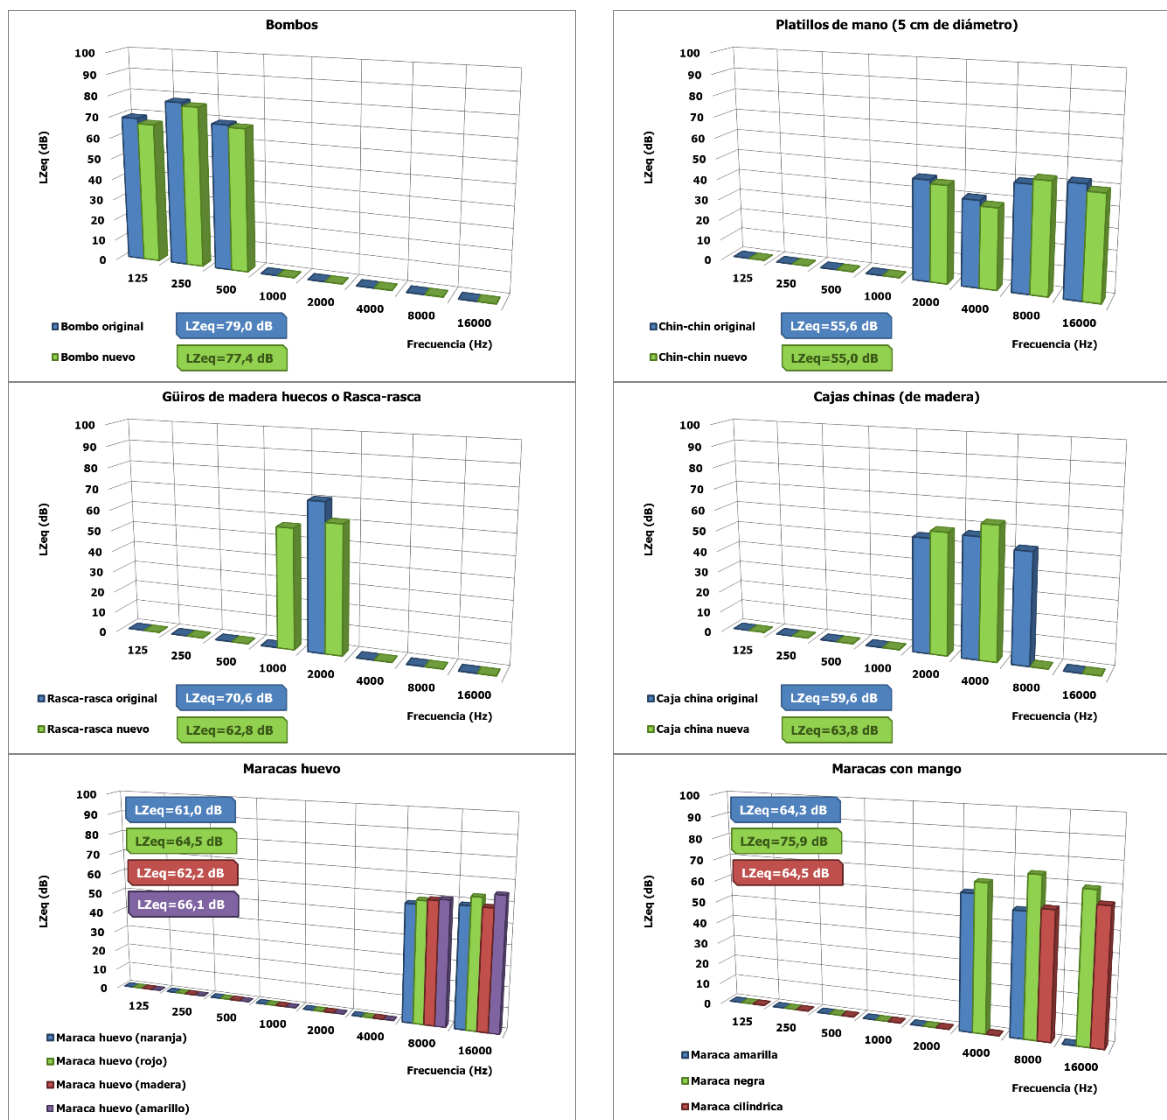 Bombos
100
90
80
70
60
50
40
30
20
10
0
LZeq (dB)
125
250
500
1000
2000
4000
8000
16000
Frecuencia (Hz)
Bombo original
LZeq=79,0 dB
Bombo nuevo
LZeq=77,4 dB
Platillos de mano (5 cm de diámetro)
100
90
80
70
60
50
40
30
20
10
0
LZeq (dB)
125
250
500
1000
2000
4000
8000
16000
Frecuencia (Hz)
Chin-chin original
LZeq=55,6 dB
Chin-chin nuevo
LZeq=55,0 dB
Güiros de madera huecos o Rasca-rasca
100
90
80
70
60
50
40
30
20
10
0
LZeq (dB)
125
250
500
1000
2000
4000
8000
16000
Frecuencia (Hz)
Rasca-rasca original
LZeq=70,6 dB
Rasca-rasca nuevo
LZeq=62,8 dB
Cajas chinas (de madera)
100
90
80
70
60
50
40
30
20
10
0
LZeq (dB)
125
250
500
1000
2000
4000
8000
16000
Frecuencia (Hz)
Caja china original
LZeq=59,6 dB
Caja china nueva
LZeq=63,8 dB
Maracas huevo
100
90
80
70
60
50
40
30
20
10
0
LZeq (dB)
LZeq=61,0 dB
LZeq=64,5 dB
LZeq=62,2 dB
LZeq=66,1 dB
125
250
500
1000
2000
4000
8000
16000
Frecuencia (Hz)
Maraca huevo (naranja)
Maraca huevo (rojo)
Maraca huevo (madera)
Maraca huevo (amarillo)
Maracas con mango
100
90
80
70
60
50
40
30
20
10
0
LZeq (dB)
LZeq=64,3 dB
LZeq=75,9 dB
LZeq=64,5 dB
125
250
500
1000
2000
4000
8000
16000
Frecuencia (Hz)
Maraca amarilla
Maraca negra
Maraca cilíndrica